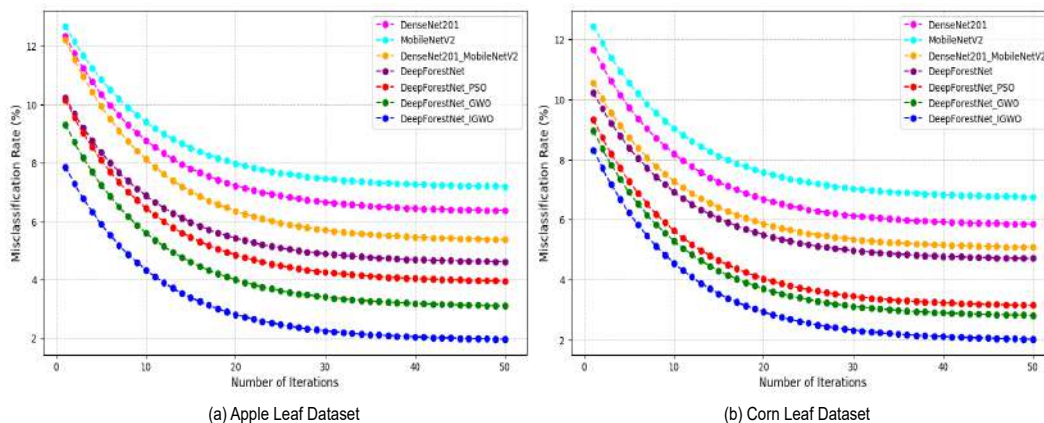 DenseNet201
MobileNetV2
DenseNet201_MobileNetV2
DeepForestNet
DeepForestNet_PSO
DeepForestNet_GWO
DeepForestNet_IGWO
Misclassification Rate (%)
12
10
8
6
4
2
0
10
20
30
40
50
Number of Iterations
(a) Apple Leaf Dataset
DenseNet201
MobileNetV2
DenseNet201_MobileNetV2
DeepForestNet
DeepForestNet_PSO
DeepForestNet_GWO
DeepForestNet_IGWO
Misclassification Rate (%)
12
10
8
6
4
2
0
10
20
30
40
50
Number of Iterations
(b) Corn Leaf Dataset